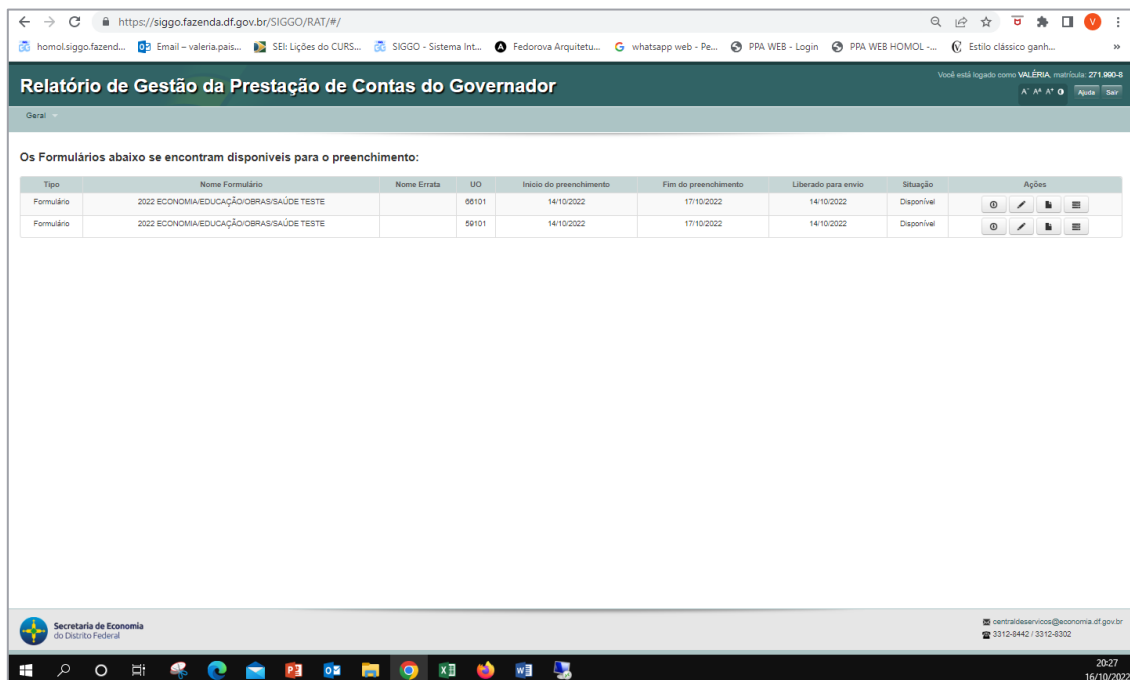 https://siggo.fazenda.df.gov.br/SIGGO/RAT/#/
V
homol.siggo.fazend... Email – valeria.pais... SEI: Lições do CURS... SIGGO - Sistema Int... Fedorova Arquitetu... whatsapp web - Pe... PPA WEB - Login PPA WEB HOMOL -... Estilo clássico ganh... »
Você está logado como VALÉRIA, matrícula: 271.990-8
Relatório de Gestão da Prestação de Contas do Governador
Ajuda Sair
Geral
Os Formulários abaixo se encontram disponiveis para o preenchimento:
Tipo Nome Formulário Nome Errata UO Inicio do preenchimento Fim do preenchimento Liberado para envio Situação Ações
Formulário 2022 ECONOMIA/EDUCAÇÃO/OBRAS/SAÚDE TESTE 66101 14/10/2022 17/10/2022 14/10/2022 Disponível
Formulário 2022 ECONOMIA/EDUCAÇÃO/OBRAS/SAÚDE TESTE 59101 14/10/2022 17/10/2022 14/10/2022 Disponível
Secretaria de Economia
do Distrito Federal
centraldeservicos@economia.df.gov.br
3312-8442 / 3312-8302
20:27
16/10/2022